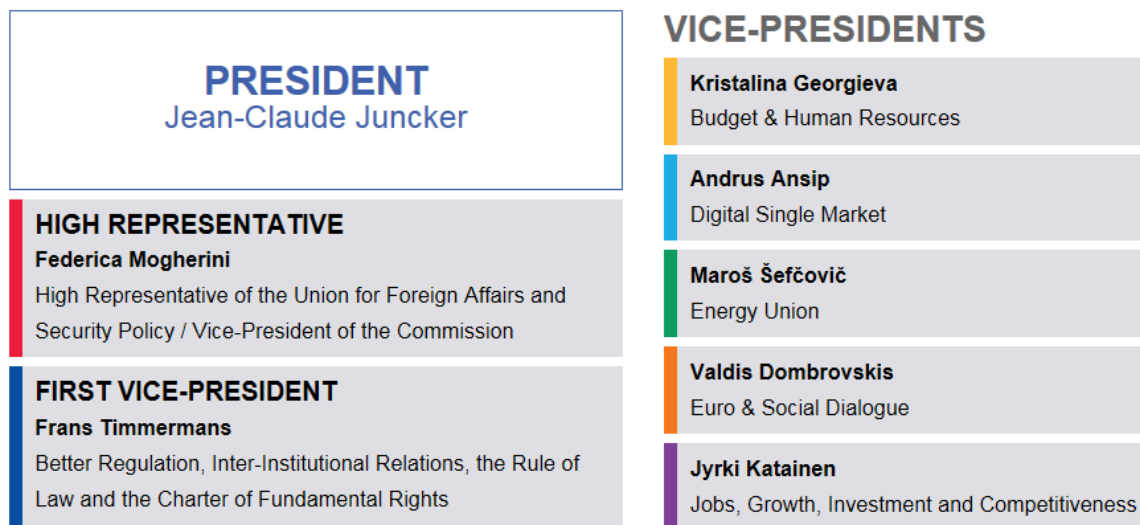 PRESIDENT
Jean-Claude Juncker
HIGH REPRESENTATIVE
Federica Mogherini
High Representative of the Union for Foreign Affairs and
Security Policy / Vice-President of the Commission
FIRST VICE-PRESIDENT
Frans Timmermans
Better Regulation, Inter-Institutional Relations, the Rule of
Law and the Charter of Fundamental Rights
VICE-PRESIDENTS
Kristalina Georgieva
Budget & Human Resources
Andrus Ansip
Digital Single Market
Maroš Šefčovič
Energy Union
Valdis Dombrovskis
Euro & Social Dialogue
Jyrki Katainen
Jobs, Growth, Investment and Competitiveness